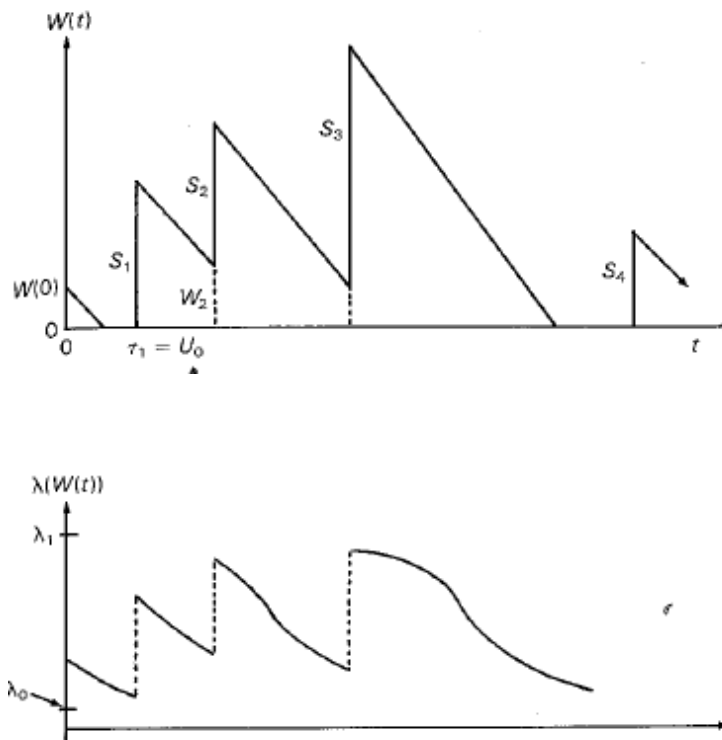 W(t)
S₃
S₂
S₁
W(0)
W₂
S₄
0
0
τ₁ = U₀
t
λ(W(t))
λ₁
λ₀